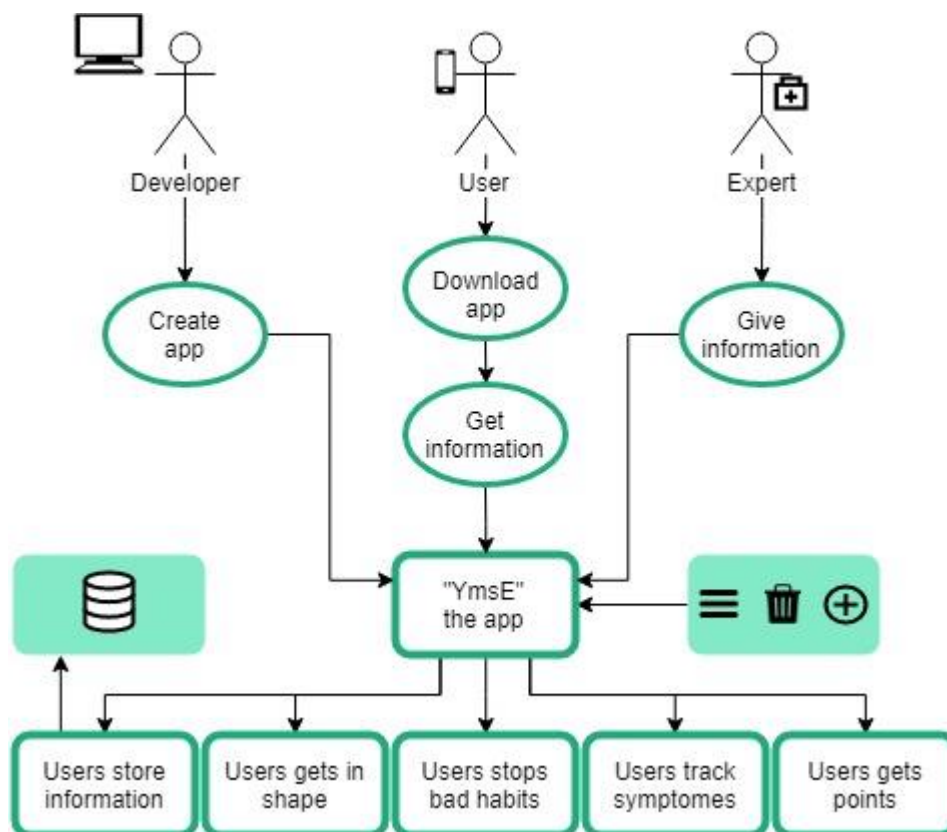 Developer
User
Expert
Download
app
Create
app
Give
information
Get
information
"YmsE"
the app
Users store
information
Users gets in
shape
Users stops
bad habits
Users track
symptomes
Users gets
points